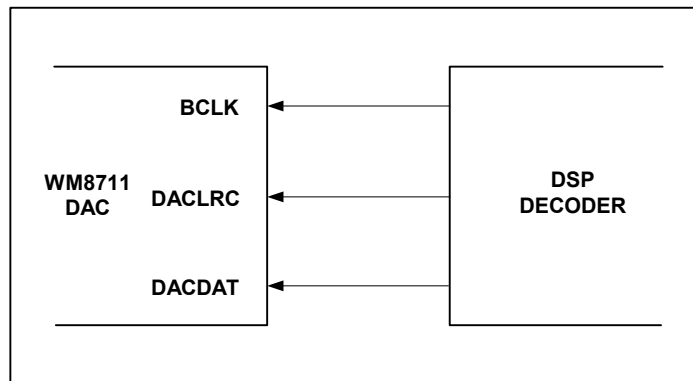 BCLK
WM8711
DAC
DACLRC
DACDAT
DSP
DECODER